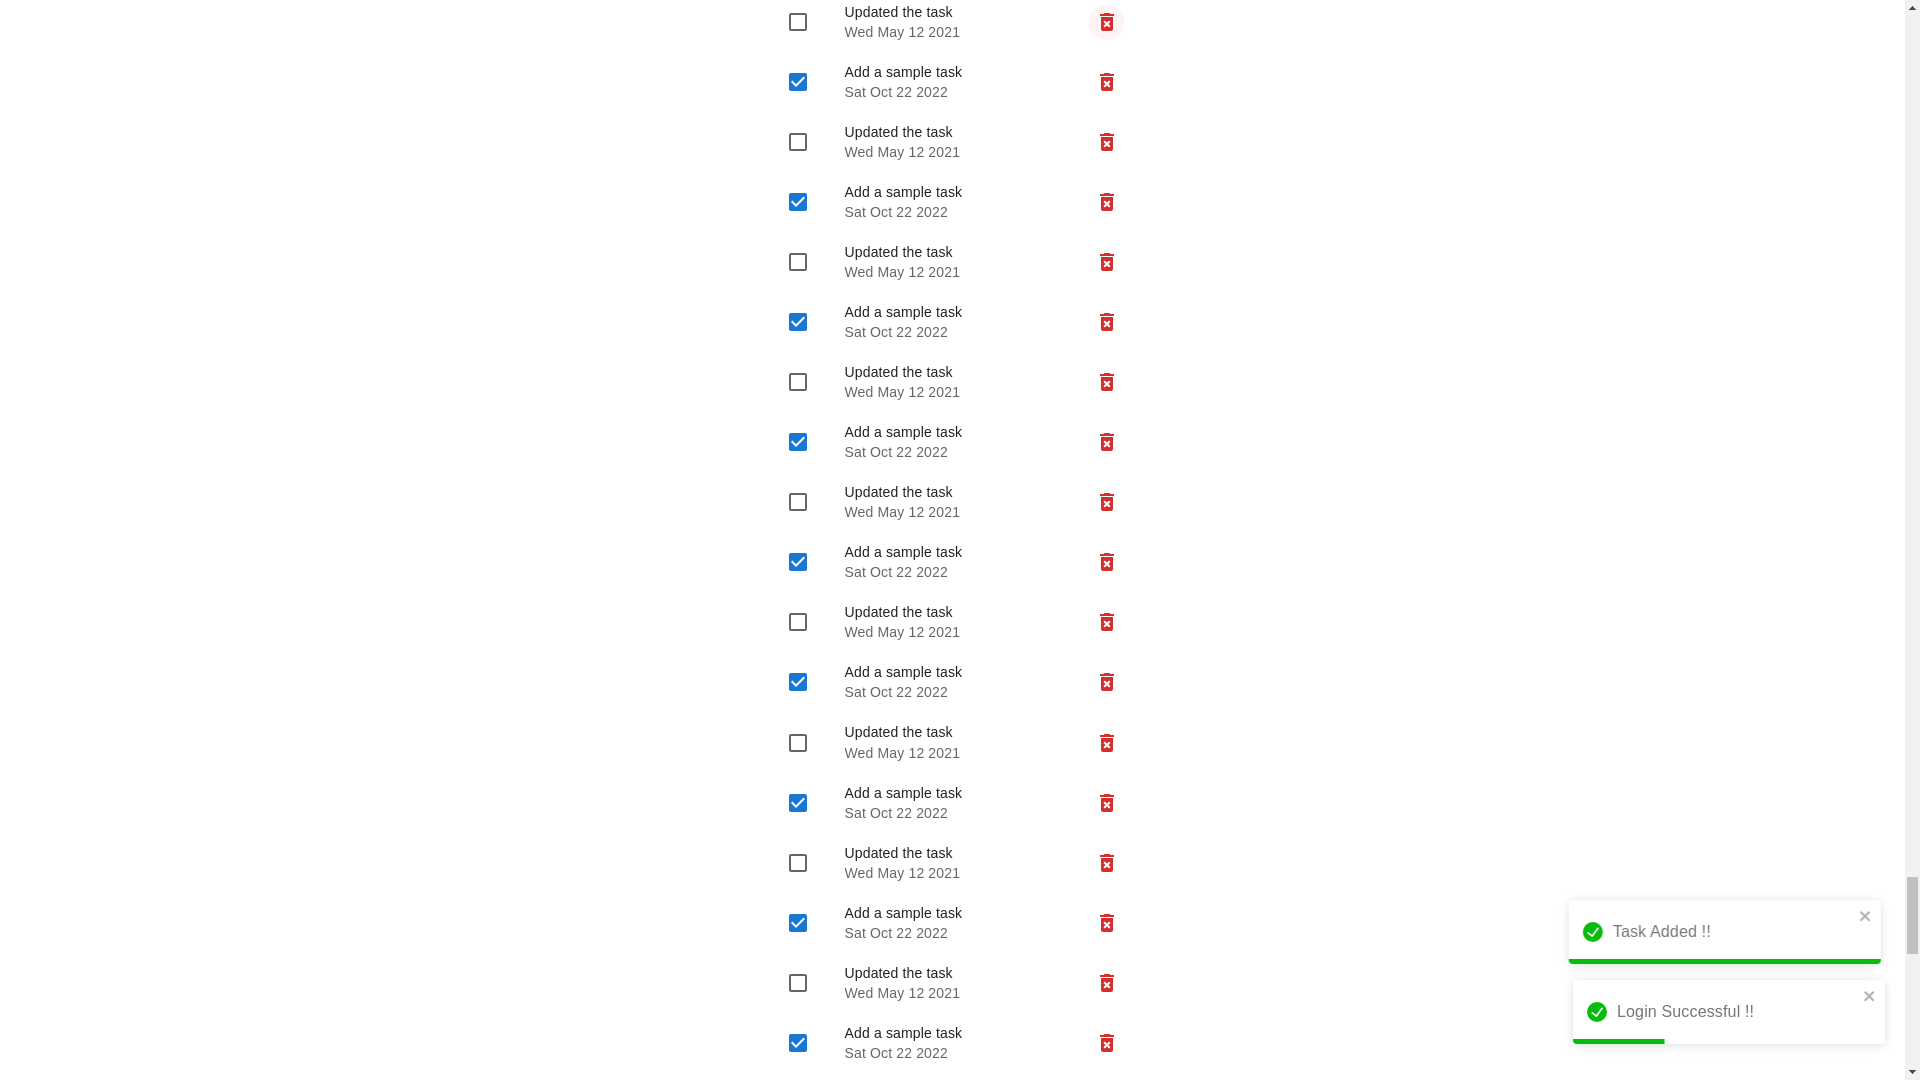 Updated the task
Wed May 12 2021
Add a sample task
Sat Oct 22 2022
Updated the task
Wed May 12 2021
Add a sample task
Sat Oct 22 2022
Updated the task
Wed May 12 2021
Add a sample task
Sat Oct 22 2022
Updated the task
Wed May 12 2021
Add a sample task
Sat Oct 22 2022
Updated the task
Wed May 12 2021
Add a sample task
Sat Oct 22 2022
Updated the task
Wed May 12 2021
Add a sample task
Sat Oct 22 2022
Updated the task
Wed May 12 2021
Add a sample task
Sat Oct 22 2022
Updated the task
Wed May 12 2021
Add a sample task
Sat Oct 22 2022
Updated the task
Wed May 12 2021
Add a sample task
Sat Oct 22 2022
Task Added !!
Login Successful !!